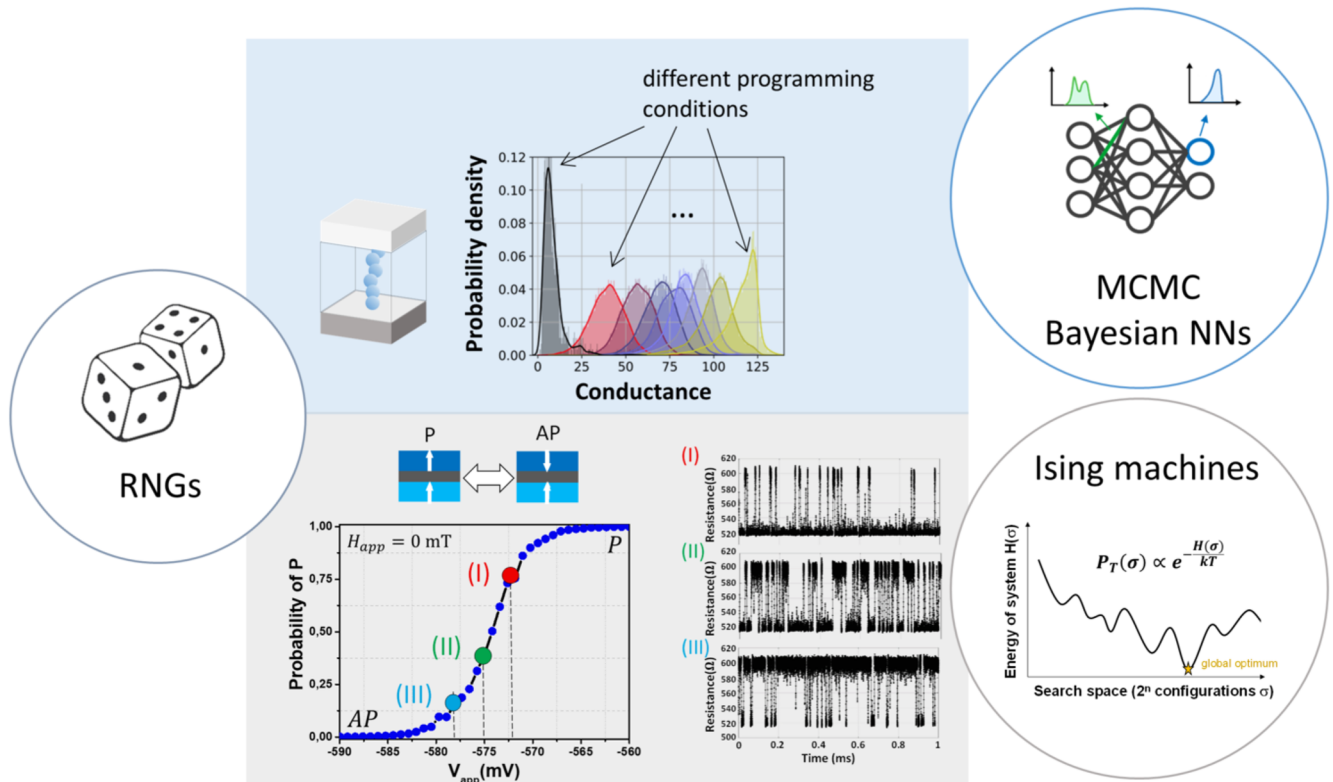 different programming
conditions
0.12
0.10
0.08
0.06
0.04
0.02
0.00
Probability density
...
0 25 50 75 100 125
Conductance
RNGs
MCMC
Bayesian NNs
P AP
1,00
0,75
0,50
0,25
0,00
Probability of P
H_app = 0 mT
P
(I)
(II)
(III)
AP
-590 -585 -580 -575 -570 -565 -560
V_app(mV)
(I)
620
600
580
560
540
520
Resistance(Ω)
(II)
620
600
580
560
540
520
Resistance(Ω)
(III)
620
600
580
560
540
520
500
Resistance(Ω)
0 0.2 0.4 0.6 0.8 1
Time (ms)
Ising machines
Energy of system H(σ)
P_T(σ) ∝ e^{-H(σ)/kT}
global optimum
Search space (2ⁿ configurations σ)